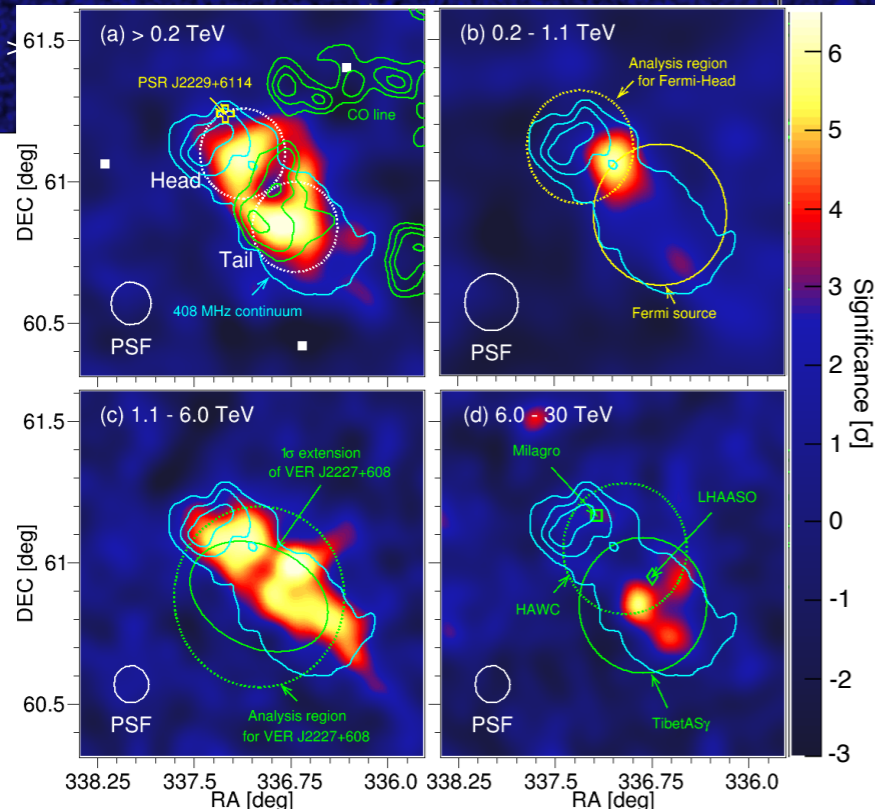 (a) > 0.2 TeV
PSR J2229+6114
CO line
Head
Tail
408 MHz continuum
PSF
(b) 0.2 - 1.1 TeV
Analysis region
for Fermi-Head
Fermi source
PSF
61.5
61
60.5
DEC [deg]
(c) 1.1 - 6.0 TeV
1σ extension
of VER J2227+608
Analysis region
for VER J2227+608
PSF
(d) 6.0 - 30 TeV
Milagro
LHAASO
HAWC
TibetASγ
PSF
61.5
61
60.5
DEC [deg]
338.25
337.5
336.75
336.0
RA [deg]
337.5
336.75
336.0
RA [deg]
6
5
4
3
2
1
0
-1
-2
-3
Significance [σ]